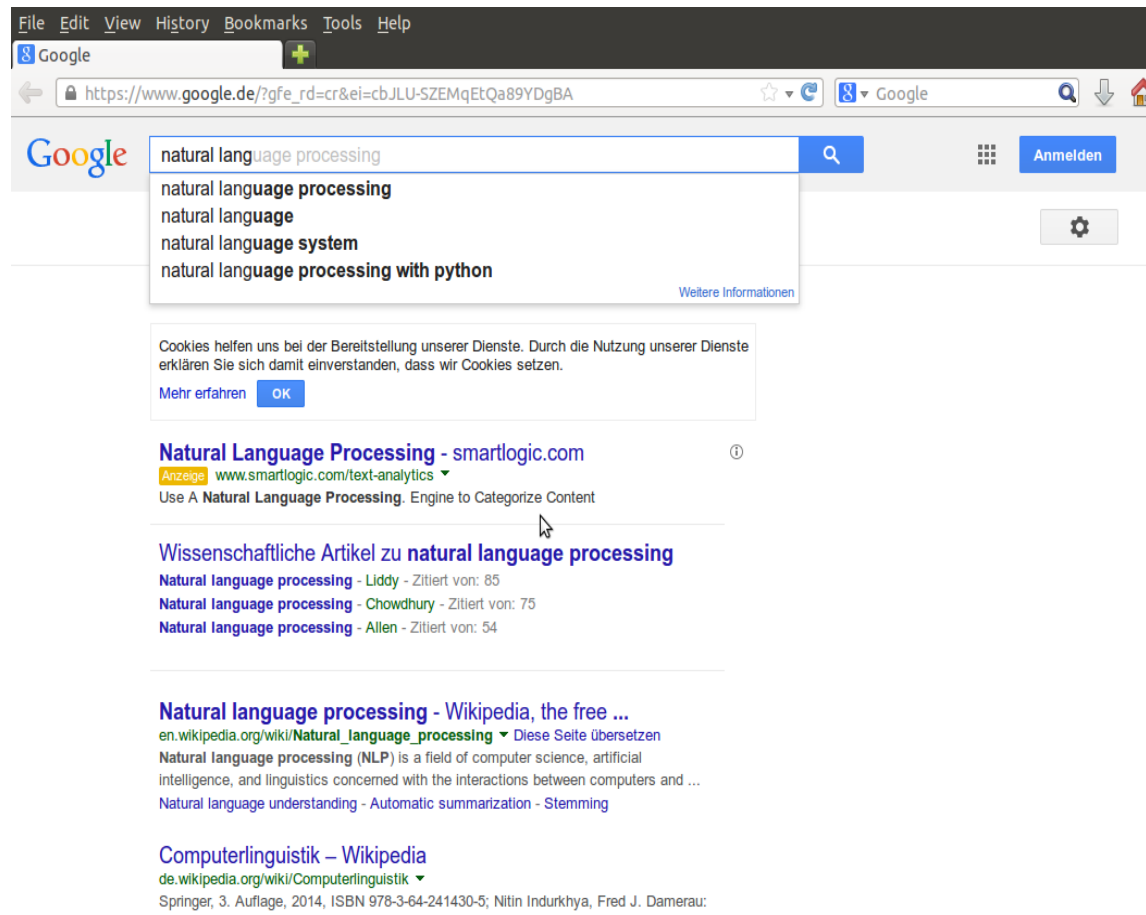 File Edit View History Bookmarks Tools Help
8 Google
https://www.google.de/?gfe_rd=cr&ei=cbJLU-SZEMqEtQa89YDgBA 8 Google
Google natural language processing Anmelden
natural language processing
natural language
natural language system
natural language processing with python
Weitere Informationen
Cookies helfen uns bei der Bereitstellung unserer Dienste. Durch die Nutzung unserer Dienste
erklären Sie sich damit einverstanden, dass wir Cookies setzen.
Mehr erfahren OK
Natural Language Processing - smartlogic.com
Anzeige www.smartlogic.com/text-analytics
Use A Natural Language Processing. Engine to Categorize Content
Wissenschaftliche Artikel zu natural language processing
Natural language processing - Liddy - Zitiert von: 85
Natural language processing - Chowdhury - Zitiert von: 75
Natural language processing - Allen - Zitiert von: 54
Natural language processing - Wikipedia, the free ...
en.wikipedia.org/wiki/Natural_language_processing Diese Seite übersetzen
Natural language processing (NLP) is a field of computer science, artificial
intelligence, and linguistics concerned with the interactions between computers and ...
Natural language understanding - Automatic summarization - Stemming
Computerlinguistik – Wikipedia
de.wikipedia.org/wiki/Computerlinguistik
Springer, 3. Auflage, 2014, ISBN 978-3-64-241430-5; Nitin Indurkhya, Fred J. Damerau: